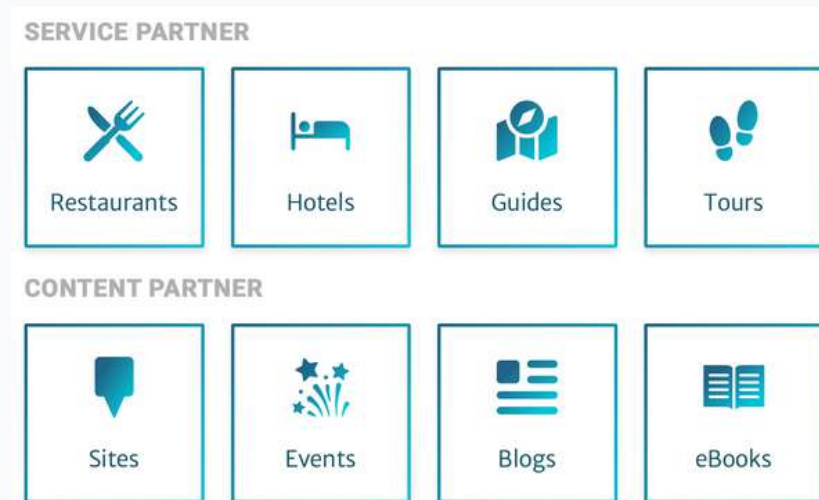 SERVICE PARTNER
Restaurants Hotels Guides Tours
CONTENT PARTNER
Sites Events Blogs eBooks